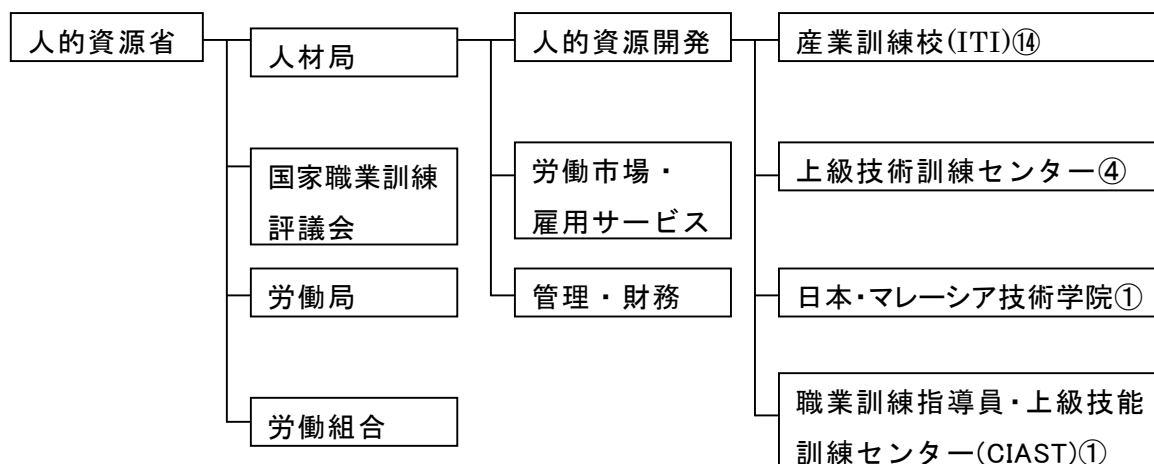 人的資源省
人材局
国家職業訓練
評議会
労働局
労働組合
人的資源開発
労働市場・
雇用サービス
管理・財務
産業訓練校(ITI)⑭
上級技術訓練センター④
日本・マレーシア技術学院①
職業訓練指導員・上級技能
訓練センター(CIAST)①